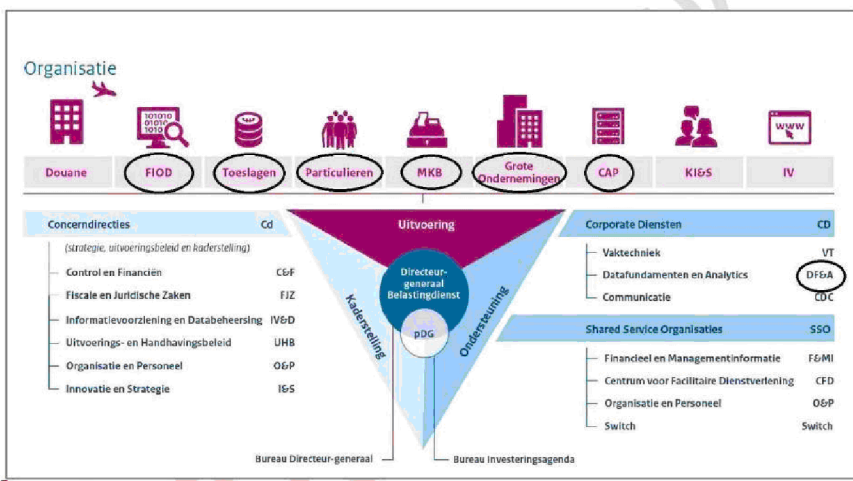 Organisatie
101010
01010
1010
www
Douane
FIOD
Toeslagen
Particulieren
MKB
Grote
Ondernemingen
CAP
KI&S
IV
Concerndirecties Cd
(strategie, uitvoeringsbeleid en kaderstelling)
Control en Financiën C&F
Fiscale en Juridische Zaken FJZ
Informatievoorziening en Databeheersing IV&D
Uitvoerings- en Handhavingsbeleid UHB
Organisatie en Personeel O&P
Innovatie en Strategie I&S
Uitvoering
Directeur-
generaal
Belastingdienst
pDG
Kaderstelling
Ondersteuning
Bureau Directeur-generaal
Bureau Investeringsagenda
Corporate Diensten CD
Vaktechniek VT
Datafundamenten en Analytics DF&A
Communicatie CDC
Shared Service Organisaties SSO
Financieel en Managementinformatie F&MI
Centrum voor Facilitaire Dienstverlening CFD
Organisatie en Personeel O&P
Switch Switch